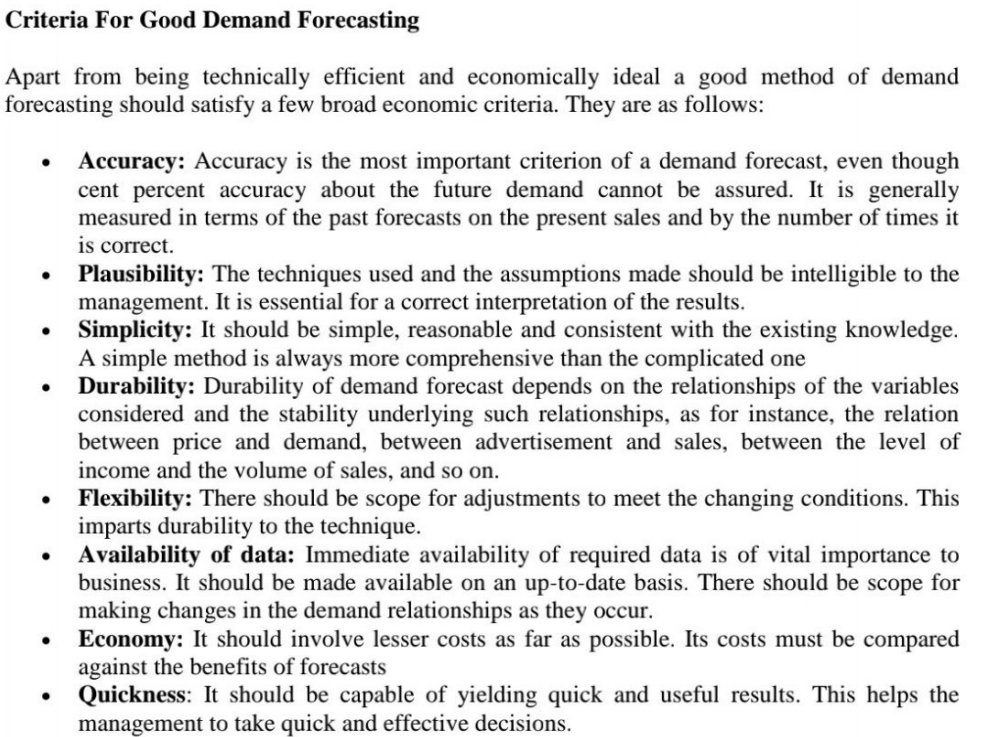 Criteria For Good Demand Forecasting
Apart from being technically efficient and economically ideal a good method of demand
forecasting should satisfy a few broad economic criteria. They are as follows:
• Accuracy: Accuracy is the most important criterion of a demand forecast, even though
cent percent accuracy about the future demand cannot be assured. It is generally
measured in terms of the past forecasts on the present sales and by the number of times it
is correct.
• Plausibility: The techniques used and the assumptions made should be intelligible to the
management. It is essential for a correct interpretation of the results.
• Simplicity: It should be simple, reasonable and consistent with the existing knowledge.
A simple method is always more comprehensive than the complicated one
• Durability: Durability of demand forecast depends on the relationships of the variables
considered and the stability underlying such relationships, as for instance, the relation
between price and demand, between advertisement and sales, between the level of
income and the volume of sales, and so on.
• Flexibility: There should be scope for adjustments to meet the changing conditions. This
imparts durability to the technique.
• Availability of data: Immediate availability of required data is of vital importance to
business. It should be made available on an up-to-date basis. There should be scope for
making changes in the demand relationships as they occur.
• Economy: It should involve lesser costs as far as possible. Its costs must be compared
against the benefits of forecasts
• Quickness: It should be capable of yielding quick and useful results. This helps the
management to take quick and effective decisions.